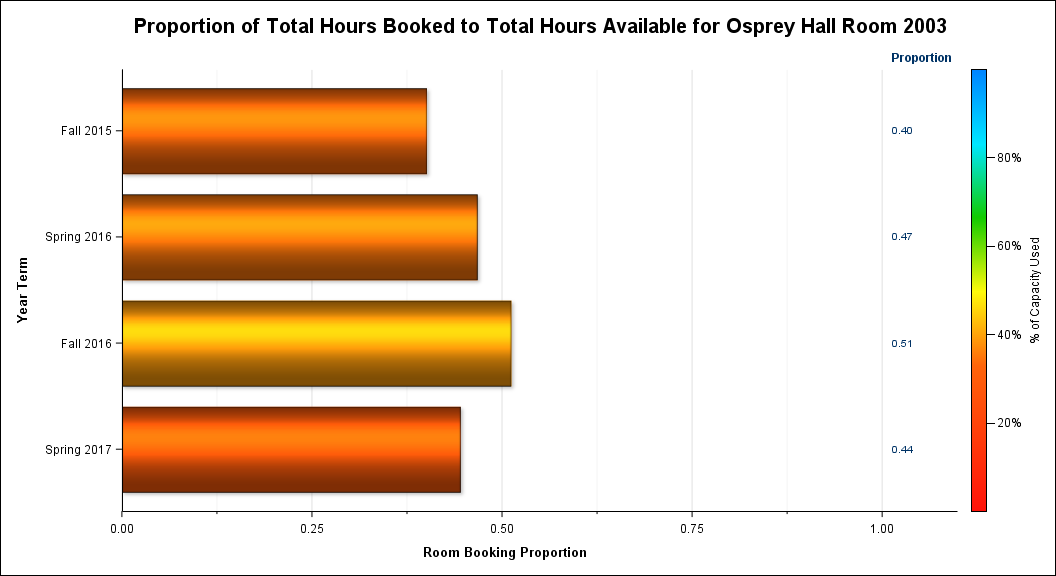 Proportion of Total Hours Booked to Total Hours Available for Osprey Hall Room 2003
Proportion
Fall 2015
0.40
Spring 2016
0.47
Fall 2016
0.51
Spring 2017
0.44
Year Term
0.00 0.25 0.50 0.75 1.00
Room Booking Proportion
80%
60%
40%
20%
% of Capacity Used